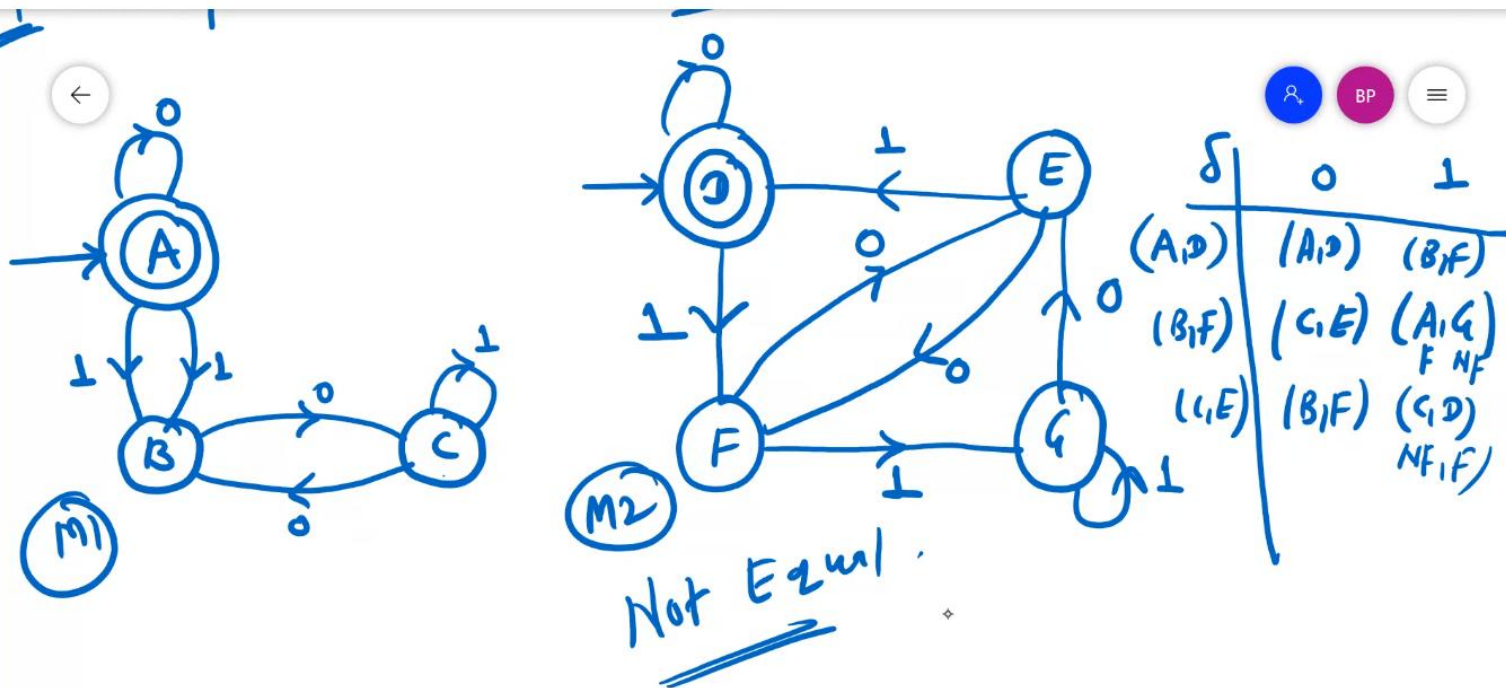 BP
0
A
1 1
B
0
0
C
1
M1
0
D
1
E
0
0
1
0
F
1
G
1
M2
Not Equal.
δ 0 1
(A,D) (A,D) (B,F)
(B,F) (C,E) (A,G)
F NF
(C,E) (B,F) (C,D)
NF,F)